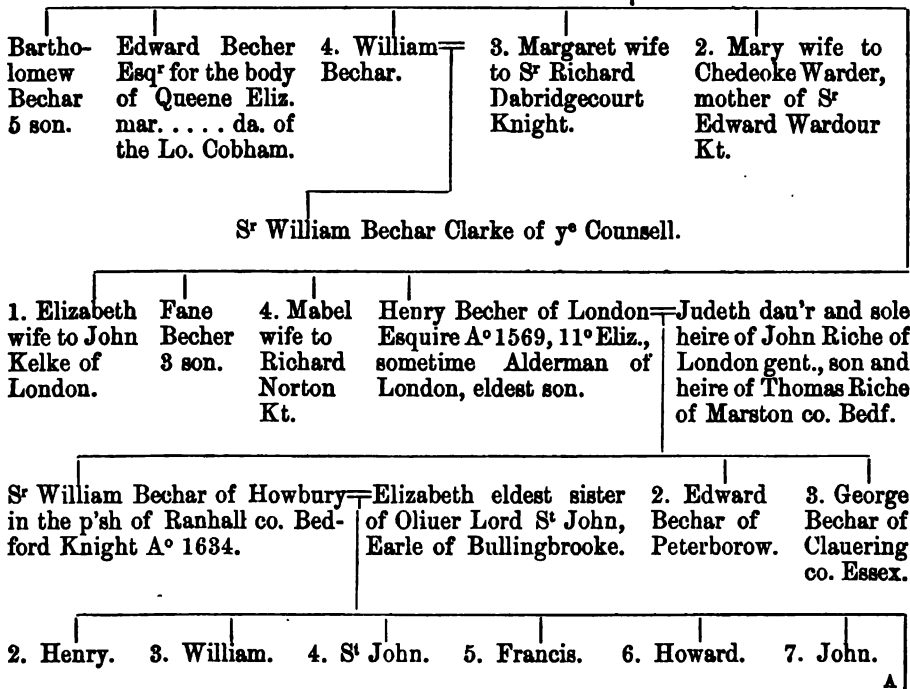 Bartho-
lomew
Bechar
5 son.
Edward Becher
Esqʳ for the body
of Queene Eliz.
mar. . . . . da. of
the Lo. Cobham.
4. William
Bechar.
3. Margaret wife
to Sʳ Richard
Dabridgecourt
Knight.
2. Mary wife to
Chedeoke Warder,
mother of Sʳ
Edward Wardour
Kt.
Sʳ William Bechar Clarke of yᵉ Counsell.
1. Elizabeth
wife to John
Kelke of
London.
Fane
Becher
3 son.
4. Mabel
wife to
Richard
Norton
Kt.
Henry Becher of London
Esquire Aº 1569, 11º Eliz.,
sometime Alderman of
London, eldest son.
Judeth dau'r and sole
heire of John Riche of
London gent., son and
heire of Thomas Riche
of Marston co. Bedf.
Sʳ William Bechar of Howbury
in the p'sh of Ranhall co. Bed-
ford Knight Aº 1634.
Elizabeth eldest sister
of Oliuer Lord Sᵗ John,
Earle of Bullingbrooke.
2. Edward
Bechar of
Peterborow.
3. George
Bechar of
Clauering
co. Essex.
2. Henry.
3. William.
4. Sᵗ John.
5. Francis.
6. Howard.
7. John.
A